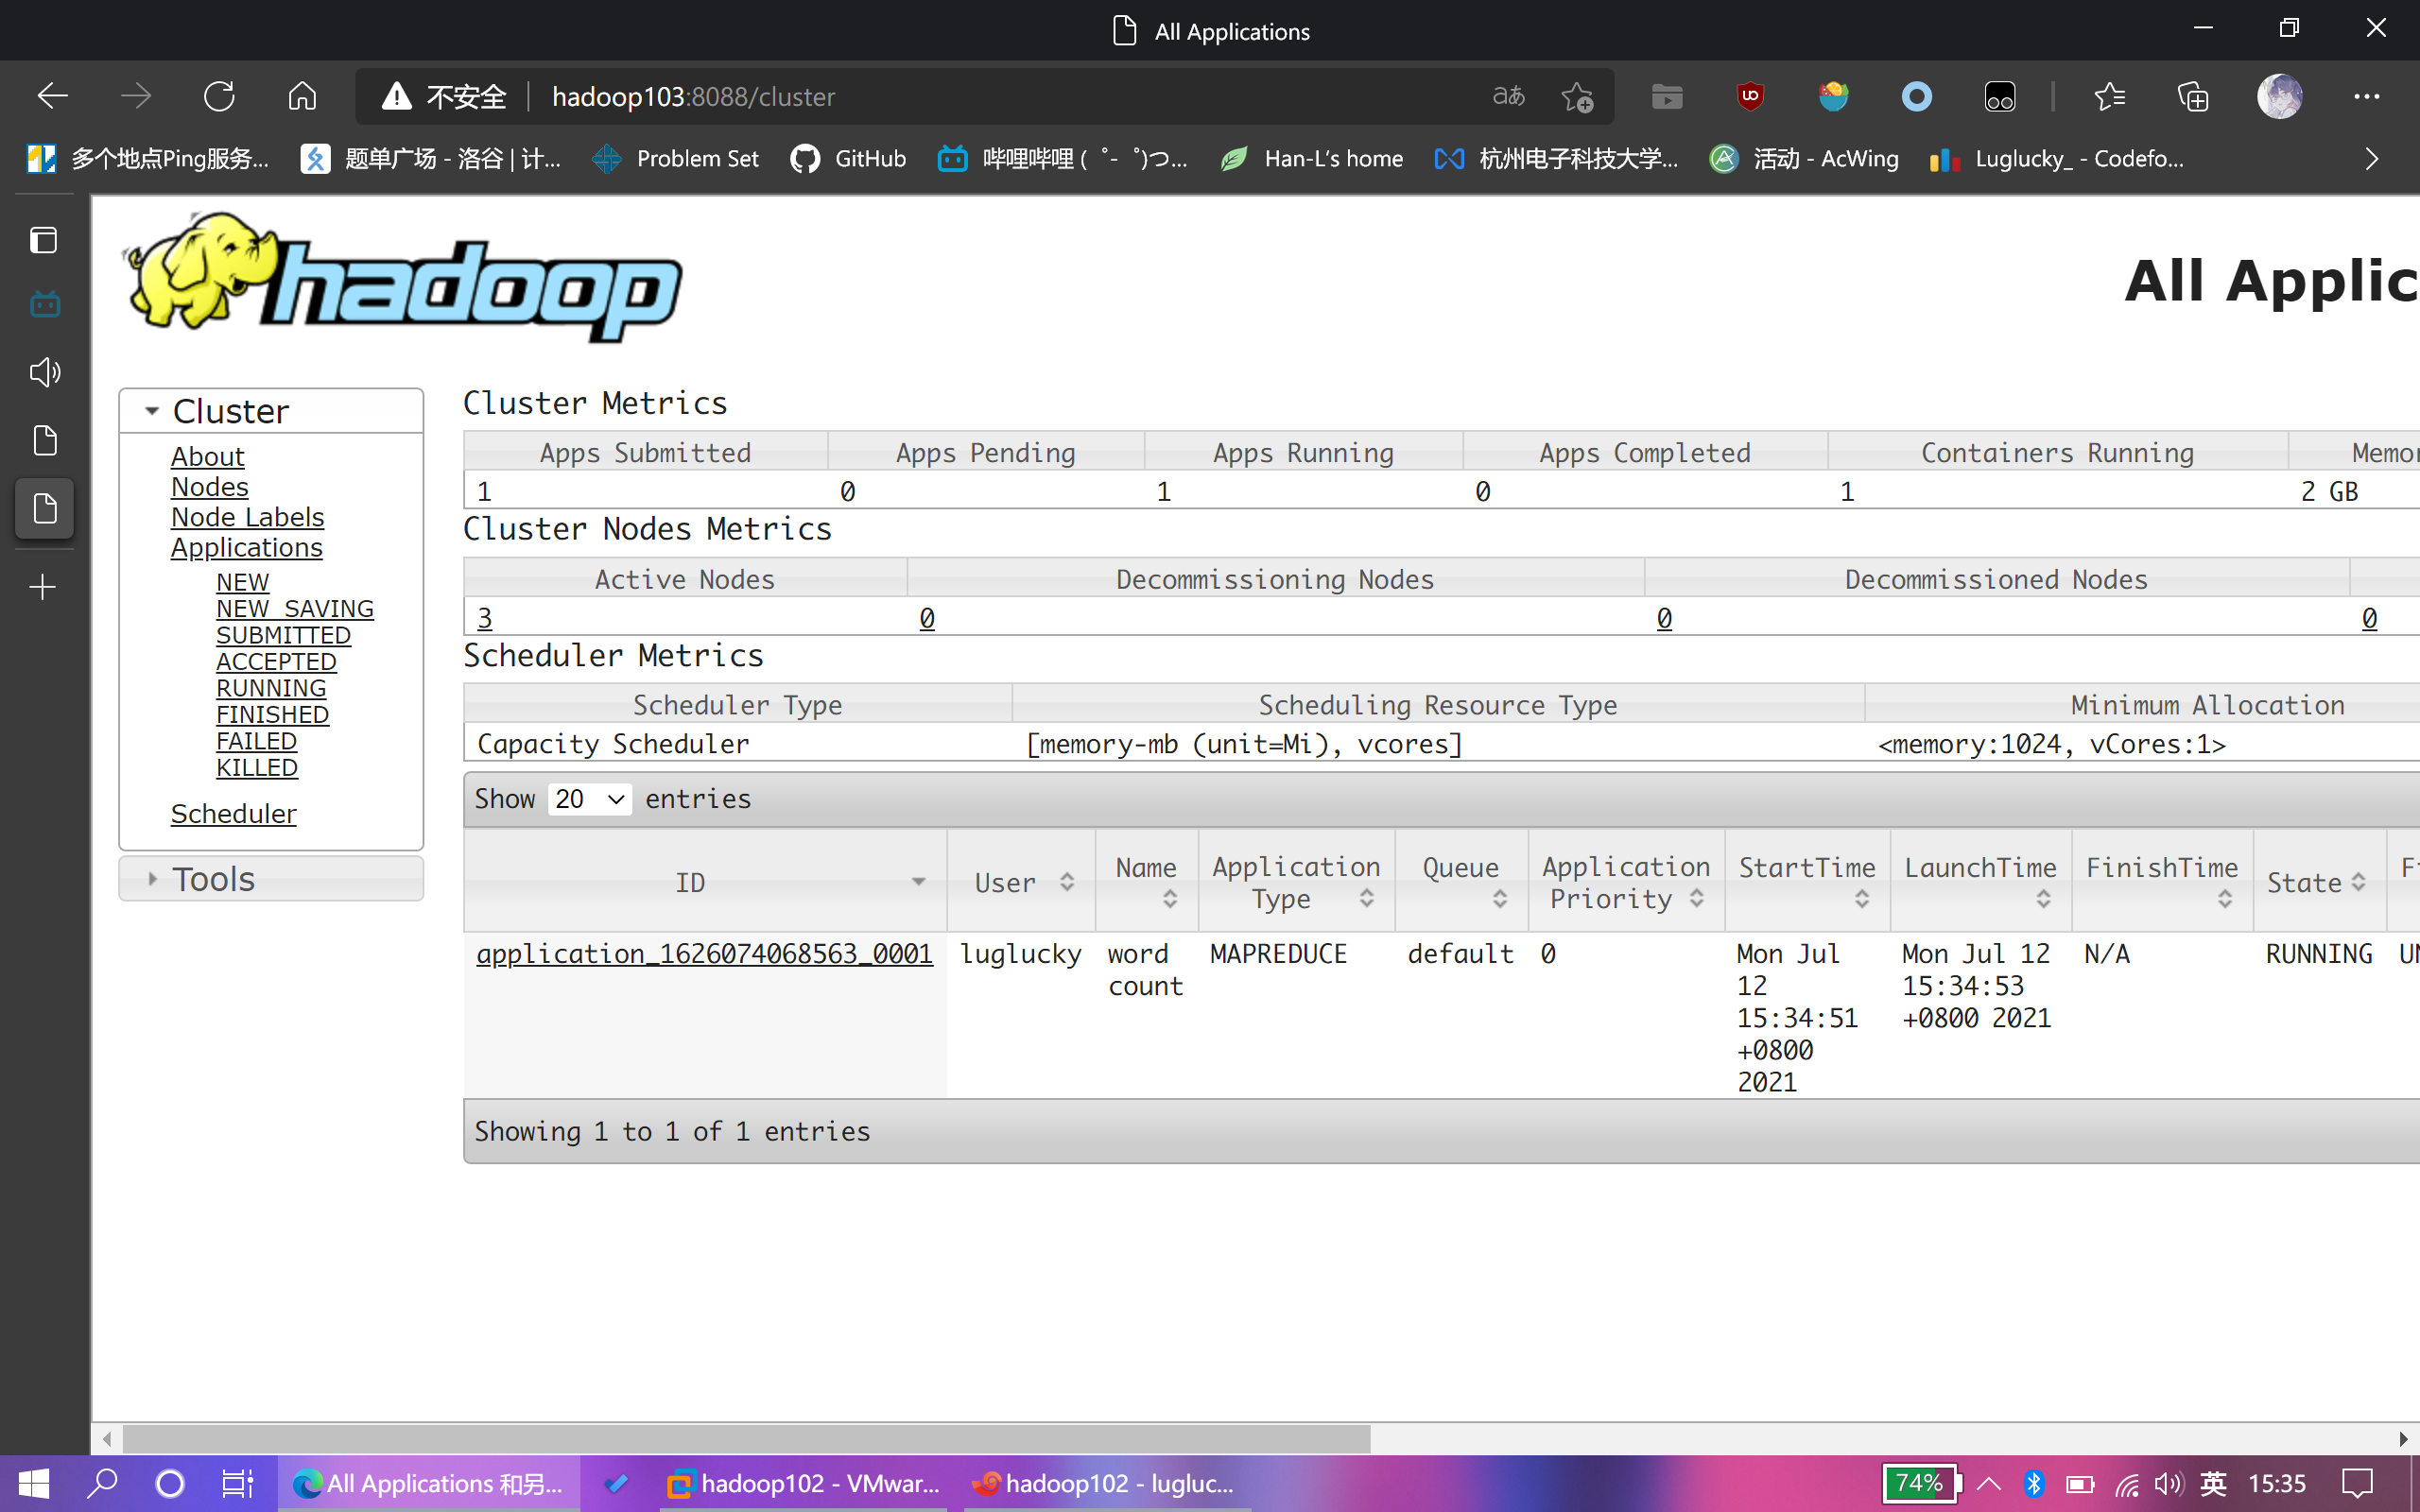 All Applications
不安全 hadoop103:8088/cluster aあ
多个地点Ping服务... 题单广场 - 洛谷 | 计... Problem Set GitHub 哔哩哔哩 ( ゜- ゜)つ... Han-L's home 杭州电子科技大学... 活动 - AcWing Luglucky_ - Codefo...
hadoop
All Applic
Cluster
About
Nodes
Node Labels
Applications
NEW
NEW_SAVING
SUBMITTED
ACCEPTED
RUNNING
FINISHED
FAILED
KILLED
Scheduler
Tools
Cluster Metrics
Apps Submitted Apps Pending Apps Running Apps Completed Containers Running Memor
1 0 1 0 1 2 GB
Cluster Nodes Metrics
Active Nodes Decommissioning Nodes Decommissioned Nodes
3 0 0 0
Scheduler Metrics
Scheduler Type Scheduling Resource Type Minimum Allocation
Capacity Scheduler [memory-mb (unit=Mi), vcores] <memory:1024, vCores:1>
Show 20 entries
ID User Name Application Type Queue Application Priority StartTime LaunchTime FinishTime State Fi
application_1626074068563_0001 luglucky word MAPREDUCE default 0 Mon Jul Mon Jul 12 N/A RUNNING UN
count 12 15:34:53
15:34:51 +0800 2021
+0800
2021
Showing 1 to 1 of 1 entries
All Applications 和另... hadoop102 - VMwar... hadoop102 - lugluc... 74% 英 15:35